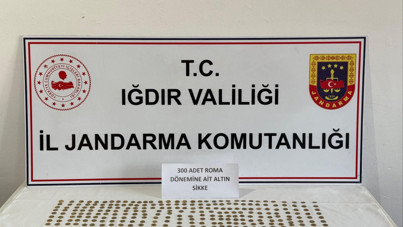 T.C.
IĞDIR VALİLİĞİ
İL JANDARMA KOMUTANLIĞI
JANDARMA
300 ADET ROMA
DÖNEMİNE AİT ALTIN
SİKKE